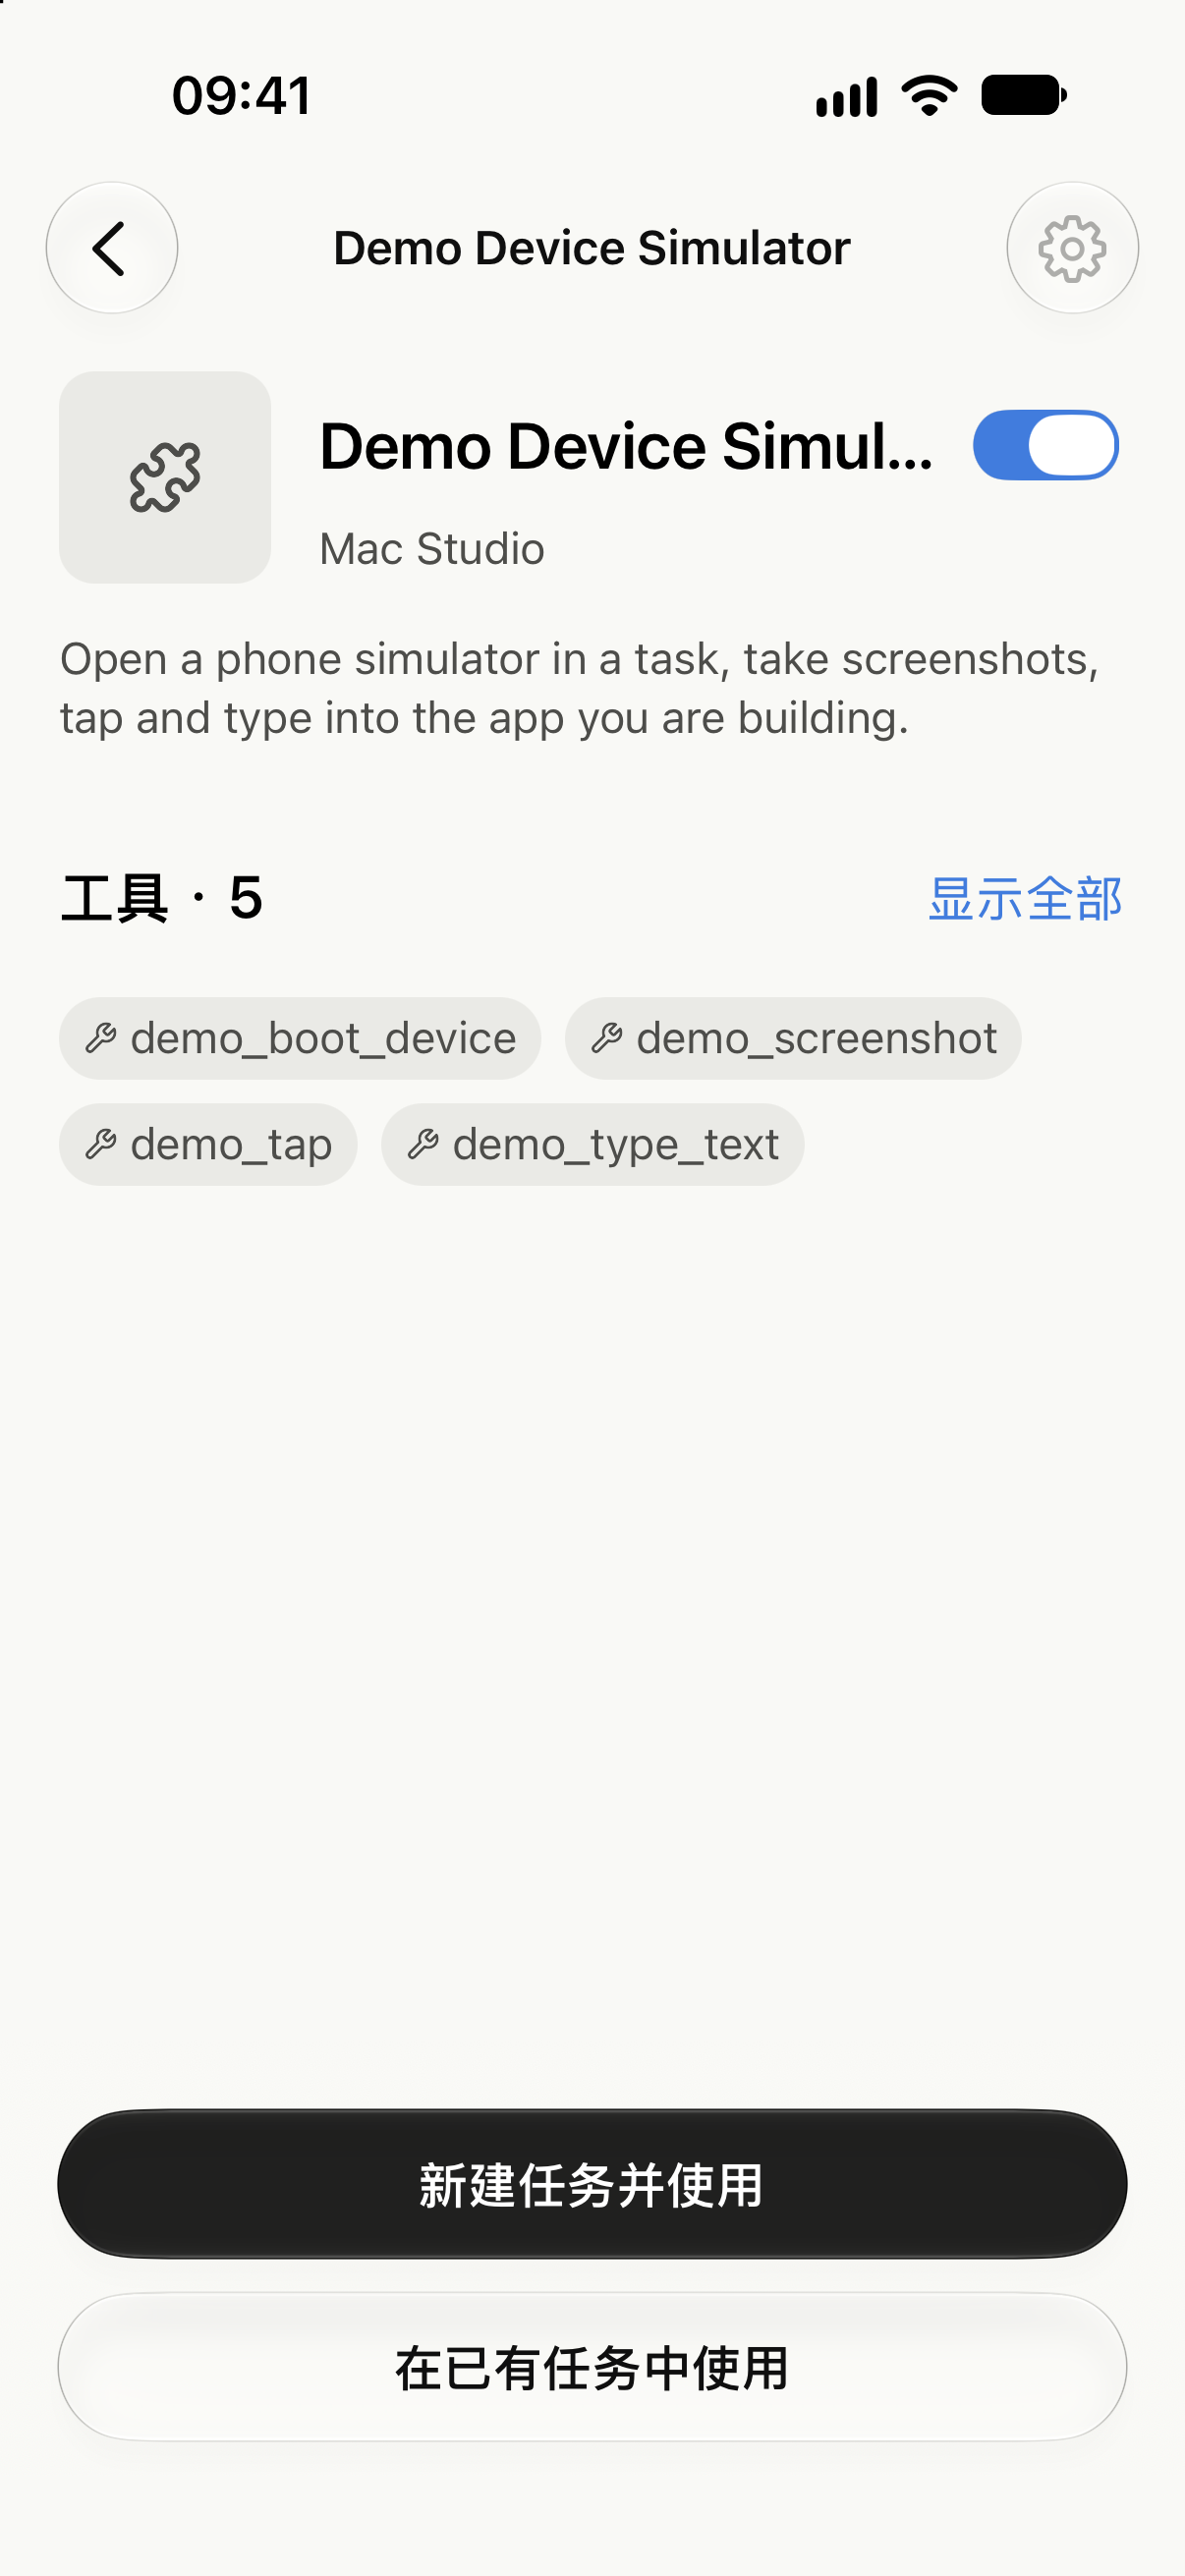 09:41
Demo Device Simulator
Demo Device Simul...
Mac Studio
Open a phone simulator in a task, take screenshots,
tap and type into the app you are building.
工具 · 5
显示全部
demo_boot_device
demo_screenshot
demo_tap
demo_type_text
新建任务并使用
在已有任务中使用